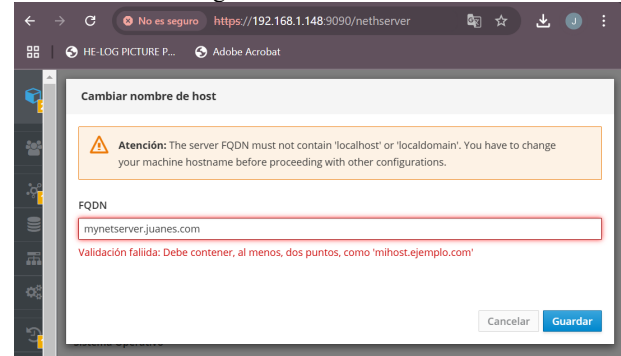 No es seguro https://192.168.1.148:9090/nethserver J
HE-LOG PICTURE P... Adobe Acrobat
Cambiar nombre de host
Atención: The server FQDN must not contain 'localhost' or 'localdomain'. You have to change
your machine hostname before proceeding with other configurations.
FQDN
mynetserver.juanes.com
Validación faliida: Debe contener, al menos, dos puntos, como 'mihost.ejemplo.com'
Cancelar Guardar
Sistema Operativo